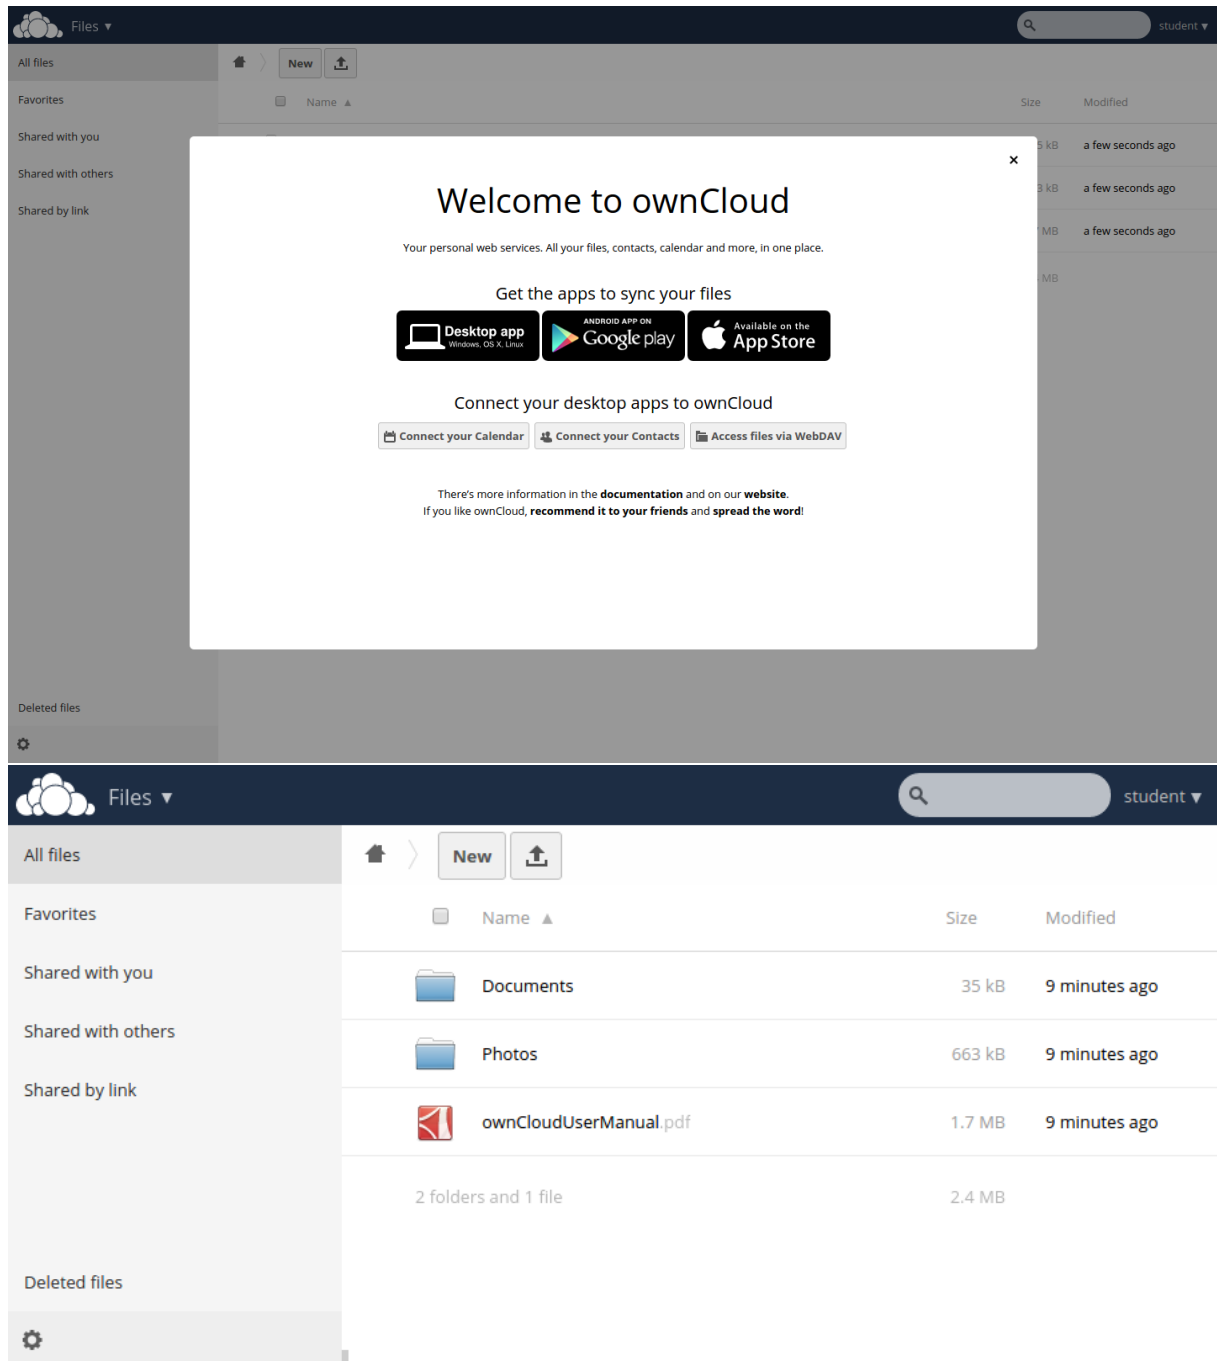 Files ▼
student ▼
All files
New
Favorites
Name ▲
Size
Modified
Shared with you
5 kB
a few seconds ago
Shared with others
3 kB
a few seconds ago
Shared by link
MB
a few seconds ago
MB
×
Welcome to ownCloud
Your personal web services. All your files, contacts, calendar and more, in one place.
Get the apps to sync your files
Desktop app
Windows, OS X, Linux
ANDROID APP ON
Google play
Available on the
App Store
Connect your desktop apps to ownCloud
Connect your Calendar
Connect your Contacts
Access files via WebDAV
There's more information in the documentation and on our website.
If you like ownCloud, recommend it to your friends and spread the word!
Deleted files
Files ▼
student ▼
All files
New
Favorites
Name ▲
Size
Modified
Shared with you
Documents
35 kB
9 minutes ago
Shared with others
Photos
663 kB
9 minutes ago
Shared by link
ownCloudUserManual.pdf
1.7 MB
9 minutes ago
2 folders and 1 file
2.4 MB
Deleted files